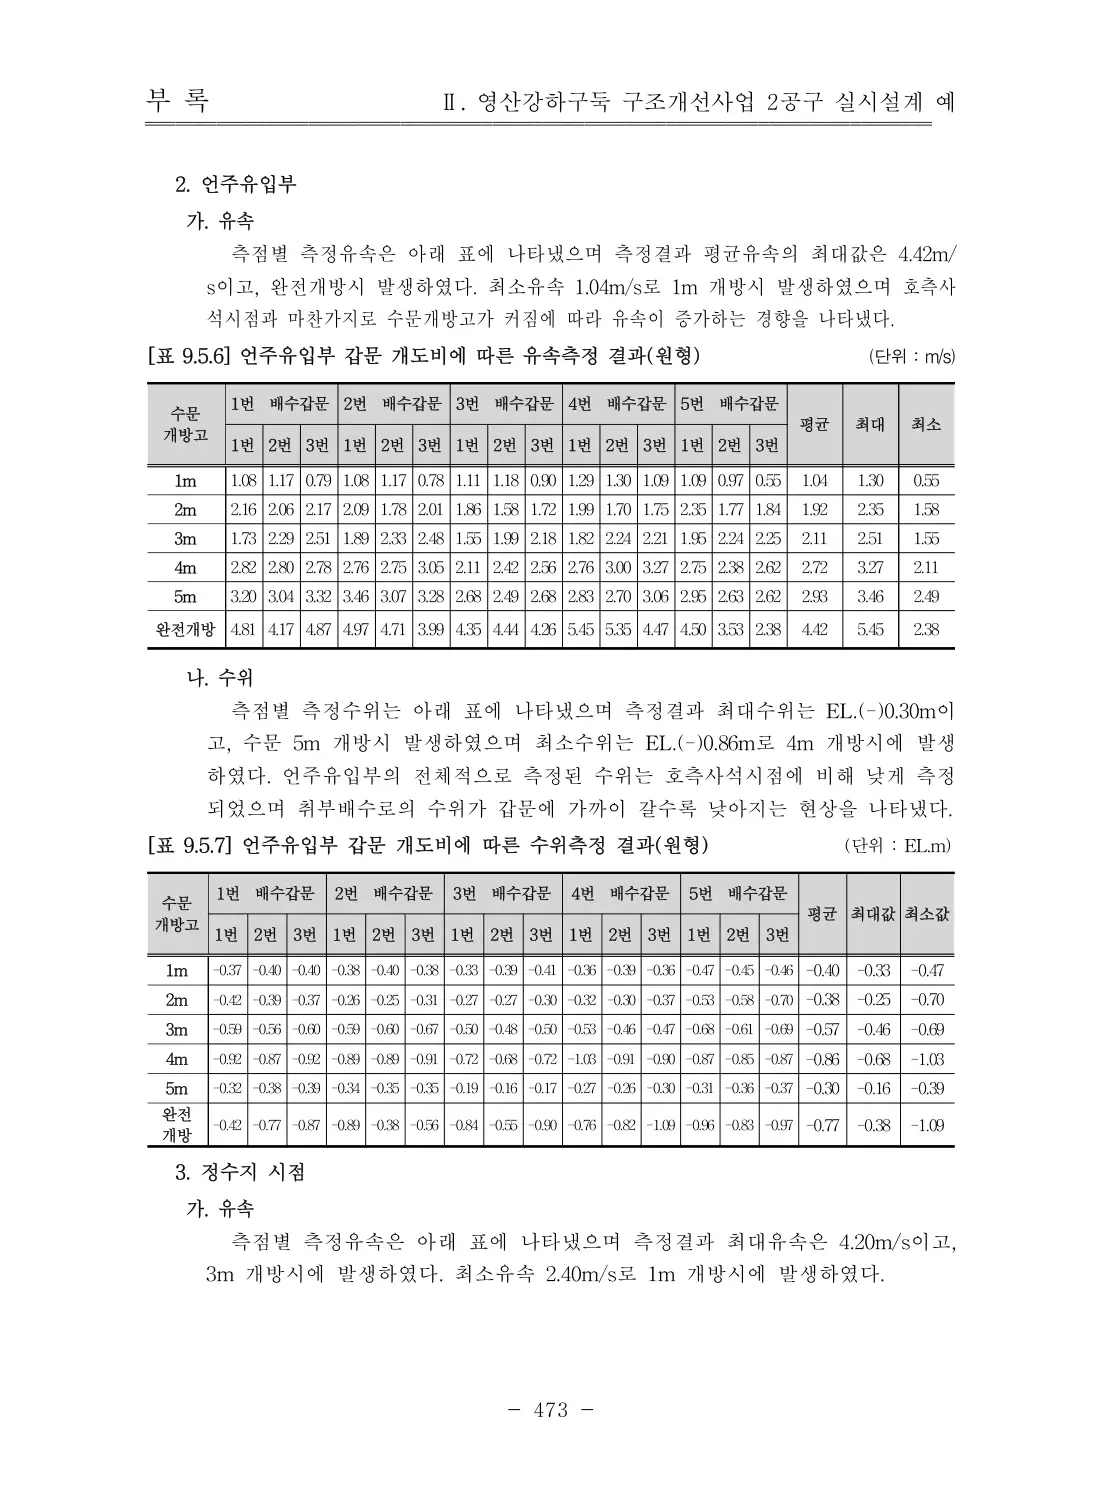 부 록
Ⅱ. 영산강하구둑 구조개선사업 2공구 실시설계 예
2. 언주유입부
가. 유속
측점별 측정유속은 아래 표에 나타냈으며 측정결과 평균유속의 최대값은 4.42m/
s이고, 완전개방시 발생하였다. 최소유속 1.04m/s로 1m 개방시 발생하였으며 호측사
석시점과 마찬가지로 수문개방고가 커짐에 따라 유속이 증가하는 경향을 나타냈다.
[표 9.5.6] 언주유입부 갑문 개도비에 따른 유속측정 결과(원형) (단위 : m/s)
수문 개방고 1번 배수갑문 2번 배수갑문 3번 배수갑문 4번 배수갑문 5번 배수갑문 평균 최대 최소
1번 2번 3번 1번 2번 3번 1번 2번 3번 1번 2번 3번 1번 2번 3번
1m 1.08 1.17 0.79 1.08 1.17 0.78 1.11 1.18 0.90 1.29 1.30 1.09 1.09 0.97 0.55 1.04 1.30 0.55
2m 2.16 2.06 2.17 2.09 1.78 2.01 1.86 1.58 1.72 1.99 1.70 1.75 2.35 1.77 1.84 1.92 2.35 1.58
3m 1.73 2.29 2.51 1.89 2.33 2.48 1.55 1.99 2.18 1.82 2.24 2.21 1.95 2.24 2.25 2.11 2.51 1.55
4m 2.82 2.80 2.78 2.76 2.75 3.05 2.11 2.42 2.56 2.76 3.00 3.27 2.75 2.38 2.62 2.72 3.27 2.11
5m 3.20 3.04 3.32 3.46 3.07 3.28 2.68 2.49 2.68 2.83 2.70 3.06 2.95 2.63 2.62 2.93 3.46 2.49
완전개방 4.81 4.17 4.87 4.97 4.71 3.99 4.35 4.44 4.26 5.45 5.35 4.47 4.50 3.53 2.38 4.42 5.45 2.38
나. 수위
측점별 측정수위는 아래 표에 나타냈으며 측정결과 최대수위는 EL.(-)0.30m이
고, 수문 5m 개방시 발생하였으며 최소수위는 EL.(-)0.86m로 4m 개방시에 발생
하였다. 언주유입부의 전체적으로 측정된 수위는 호측사석시점에 비해 낮게 측정
되었으며 취부배수로의 수위가 갑문에 가까이 갈수록 낮아지는 현상을 나타냈다.
[표 9.5.7] 언주유입부 갑문 개도비에 따른 수위측정 결과(원형) (단위 : EL.m)
수문 개방고 1번 배수갑문 2번 배수갑문 3번 배수갑문 4번 배수갑문 5번 배수갑문 평균 최대값 최소값
1번 2번 3번 1번 2번 3번 1번 2번 3번 1번 2번 3번 1번 2번 3번
1m -0.37 -0.40 -0.40 -0.38 -0.40 -0.38 -0.33 -0.39 -0.41 -0.36 -0.39 -0.36 -0.47 -0.45 -0.46 -0.40 -0.33 -0.47
2m -0.42 -0.39 -0.37 -0.26 -0.25 -0.31 -0.27 -0.27 -0.30 -0.32 -0.30 -0.37 -0.53 -0.58 -0.70 -0.38 -0.25 -0.70
3m -0.59 -0.56 -0.60 -0.59 -0.60 -0.67 -0.50 -0.48 -0.50 -0.53 -0.46 -0.47 -0.68 -0.61 -0.69 -0.57 -0.46 -0.69
4m -0.92 -0.87 -0.92 -0.89 -0.89 -0.91 -0.72 -0.68 -0.72 -1.03 -0.91 -0.90 -0.87 -0.85 -0.87 -0.86 -0.68 -1.03
5m -0.32 -0.38 -0.39 -0.34 -0.35 -0.35 -0.19 -0.16 -0.17 -0.27 -0.26 -0.30 -0.31 -0.36 -0.37 -0.30 -0.16 -0.39
완전 개방 -0.42 -0.77 -0.87 -0.89 -0.38 -0.56 -0.84 -0.55 -0.90 -0.76 -0.82 -1.09 -0.96 -0.83 -0.97 -0.77 -0.38 -1.09
3. 정수지 시점
가. 유속
측점별 측정유속은 아래 표에 나타냈으며 측정결과 최대유속은 4.20m/s이고,
3m 개방시에 발생하였다. 최소유속 2.40m/s로 1m 개방시에 발생하였다.
- 473 -